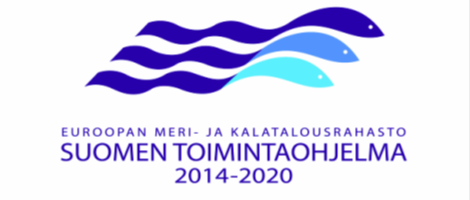 EUROOPAN MERI- JA KALATALOUSRAHASTO
SUOMEN TOIMINTAOHJELMA
2014-2020